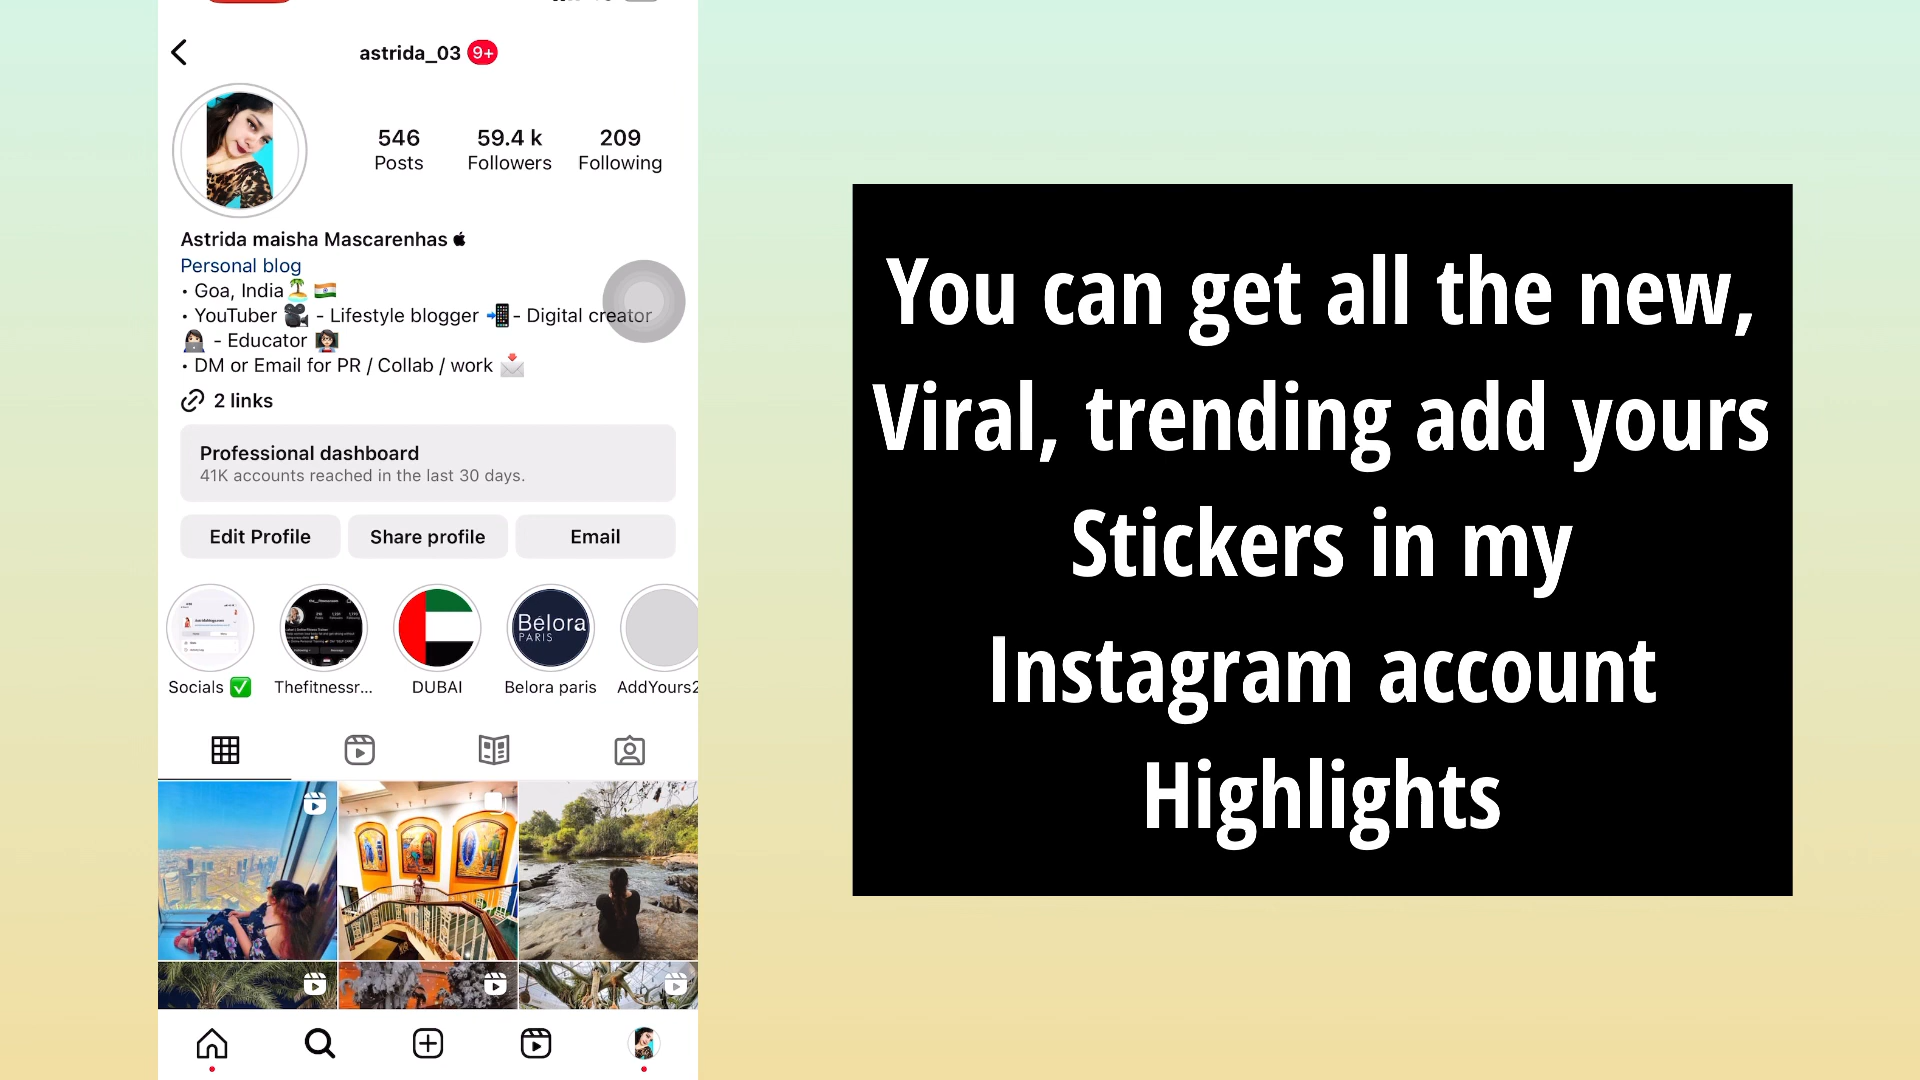 astrida_03 9+
546 59.4 k 209
Posts Followers Following
Astrida maisha Mascarenhas
Personal blog
• Goa, India🏝️ 🇮🇳
• YouTuber 🎥 - Lifestyle blogger 📲- Digital creator
👩🏻‍💻 - Educator 👩🏻‍🏫
• DM or Email for PR / Collab / work 📩
2 links
Professional dashboard
41K accounts reached in the last 30 days.
Edit Profile Share profile Email
Belora
PARIS
Socials ✅ Thefitnessr... DUBAI Belora paris AddYours2
You can get all the new,
Viral, trending add yours
Stickers in my
Instagram account
Highlights